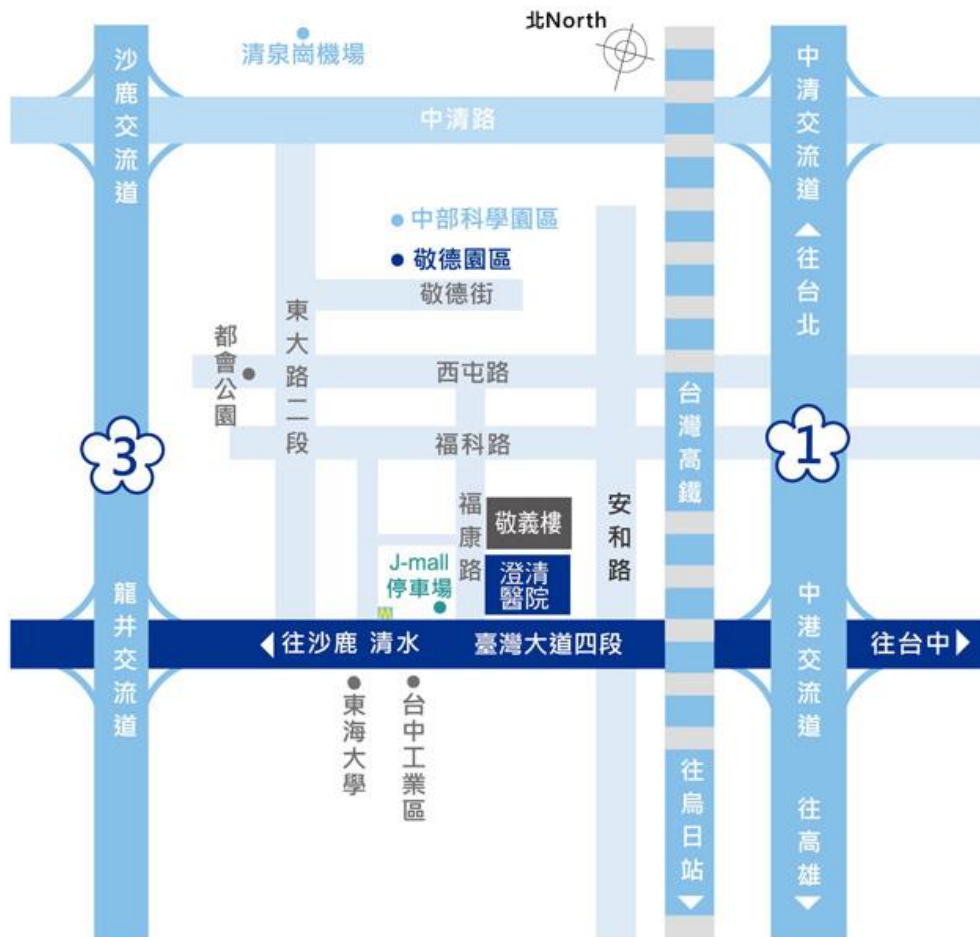 北North
清泉崗機場
沙鹿交流道
中清交流道
中清路
中部科學園區
敬德園區
敬德街
往台北
東大路二段
都會公園
西屯路
台灣高鐵
3
福科路
1
福康路
敬義樓
安和路
J-mall
停車場
澄清
醫院
龍井交流道
中港交流道
往沙鹿 清水
臺灣大道四段
往台中
東海大學
台中工業區
往烏日站
往高雄